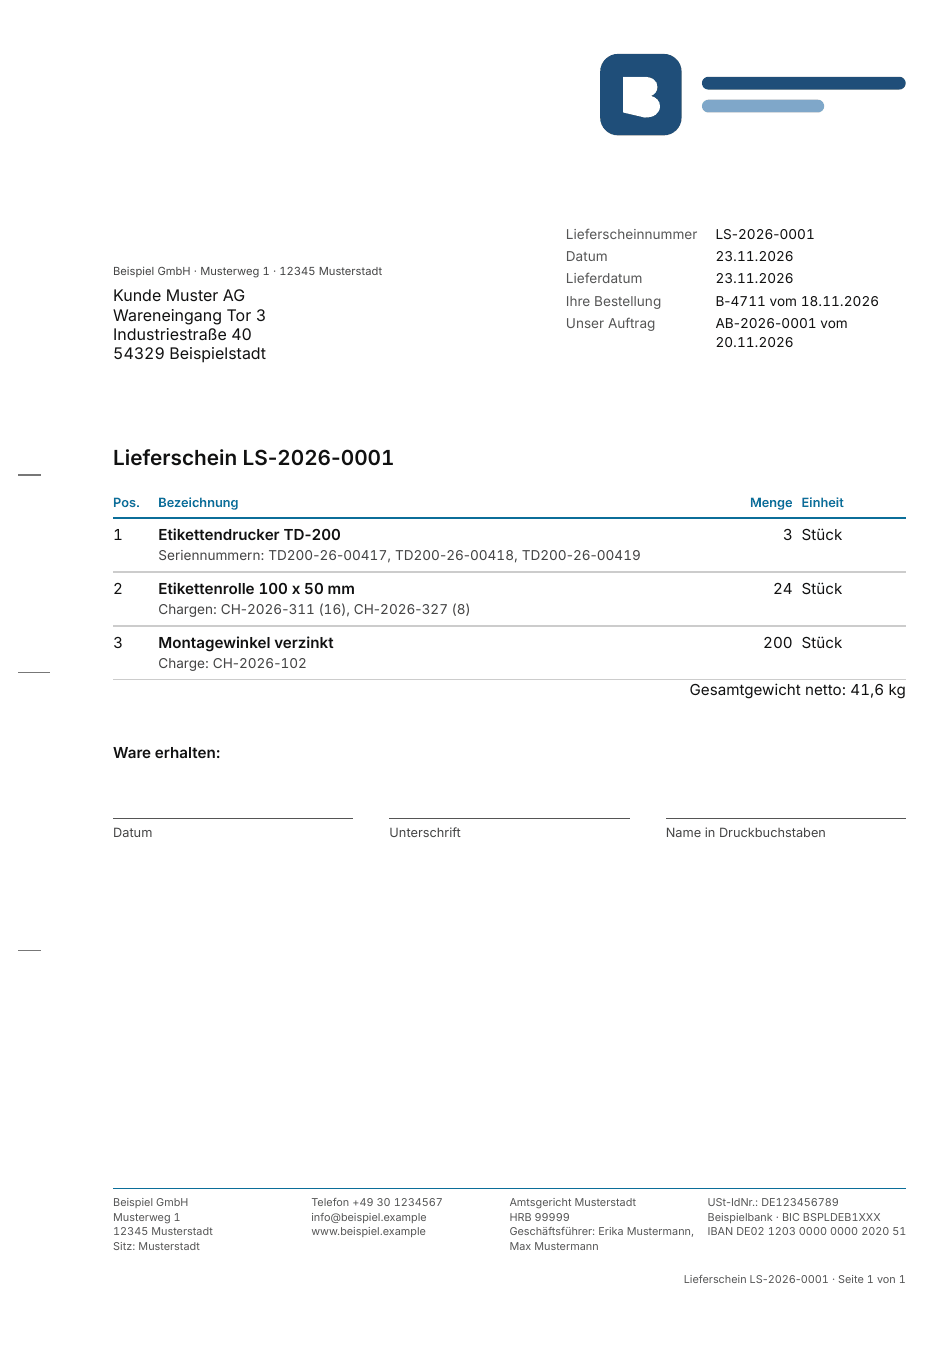 B
Lieferscheinnummer LS-2026-0001
Datum 23.11.2026
Lieferdatum 23.11.2026
Ihre Bestellung B-4711 vom 18.11.2026
Unser Auftrag AB-2026-0001 vom
20.11.2026
Beispiel GmbH · Musterweg 1 · 12345 Musterstadt
Kunde Muster AG
Wareneingang Tor 3
Industriestraße 40
54329 Beispielstadt
Lieferschein LS-2026-0001
Pos. Bezeichnung Menge Einheit
1 Etikettendrucker TD-200 3 Stück
Seriennummern: TD200-26-00417, TD200-26-00418, TD200-26-00419
2 Etikettenrolle 100 x 50 mm 24 Stück
Chargen: CH-2026-311 (16), CH-2026-327 (8)
3 Montagewinkel verzinkt 200 Stück
Charge: CH-2026-102
Gesamtgewicht netto: 41,6 kg
Ware erhalten:
Datum Unterschrift Name in Druckbuchstaben
Beispiel GmbH
Musterweg 1
12345 Musterstadt
Sitz: Musterstadt
Telefon +49 30 1234567
info@beispiel.example
www.beispiel.example
Amtsgericht Musterstadt
HRB 99999
Geschäftsführer: Erika Mustermann,
Max Mustermann
USt-IdNr.: DE123456789
Beispielbank · BIC BSPLDEB1XXX
IBAN DE02 1203 0000 0000 2020 51
Lieferschein LS-2026-0001 · Seite 1 von 1